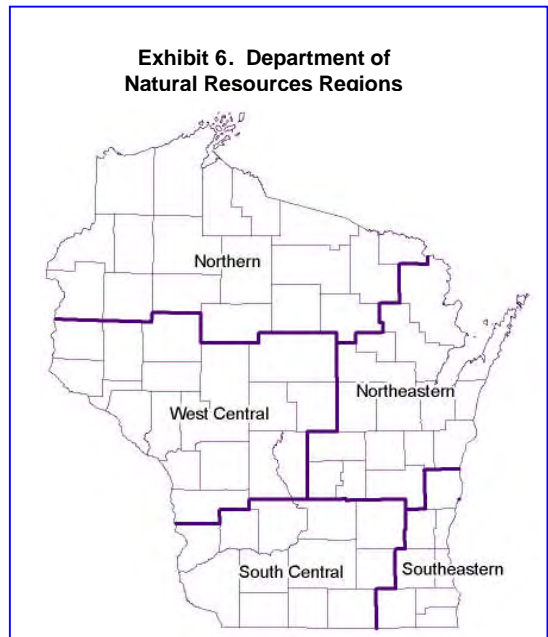 Exhibit 6. Department of
Natural Resources Regions
Northern
Northeastern
West Central
South Central
Southeastern